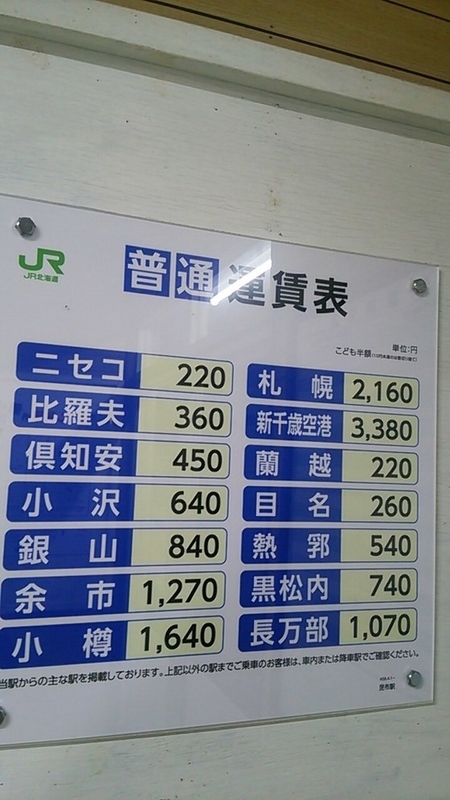 JR
JR北海道
普通運賃表
単位:円
こども半額
ニセコ 220
比羅夫 360
倶知安 450
小沢 640
銀山 840
余市 1,270
小樽 1,640
札幌 2,160
新千歳空港 3,380
蘭越 220
目名 260
熱郛 540
黒松内 740
長万部 1,070
当駅からの主な駅を掲載しております。上記以外の駅までご乗車のお客様は、車内または降車駅でご確認ください。
昆布駅